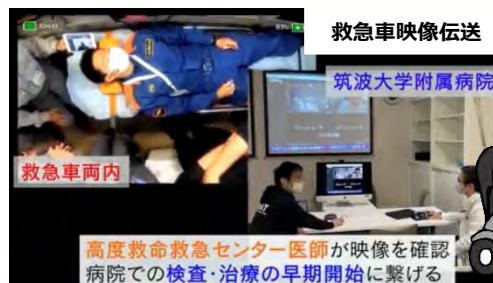 救急車映像伝送
筑波大学附属病院
救急車両内
高度救命救急センター医師が映像を確認
病院での検査・治療の早期開始に繋げる